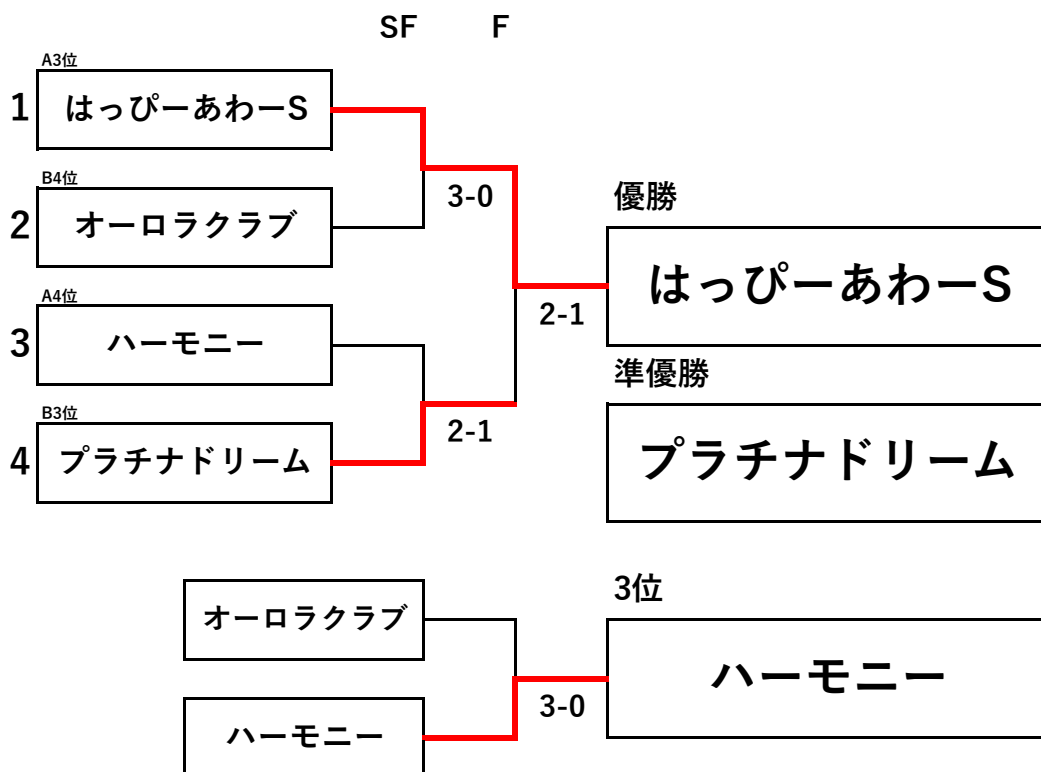 SF F
A3位
1 はっぴーあわーS
B4位
2 オーロラクラブ
3-0
A4位
3 ハーモニー
B3位
4 プラチナドリーム
2-1
2-1
優勝
はっぴーあわーS
準優勝
プラチナドリーム
オーロラクラブ
ハーモニー
3-0
3位
ハーモニー